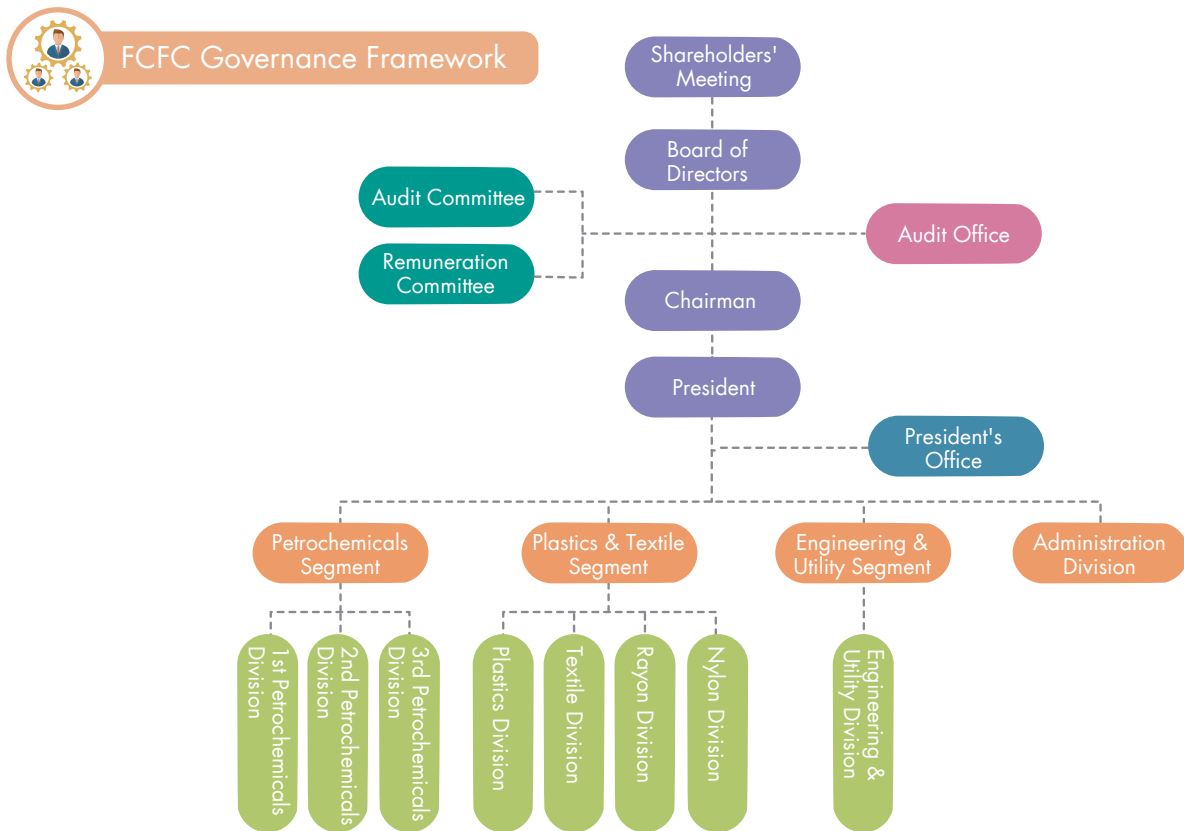 FCFC Governance Framework
Shareholders'
Meeting
Board of
Directors
Audit Committee
Remuneration
Committee
Audit Office
Chairman
President
President's
Office
Petrochemicals
Segment
Plastics & Textile
Segment
Engineering &
Utility Segment
Administration
Division
1st Petrochemicals
Division
2nd Petrochemicals
Division
3rd Petrochemicals
Division
Plastics Division
Textile Division
Rayon Division
Nylon Division
Engineering &
Utility Division